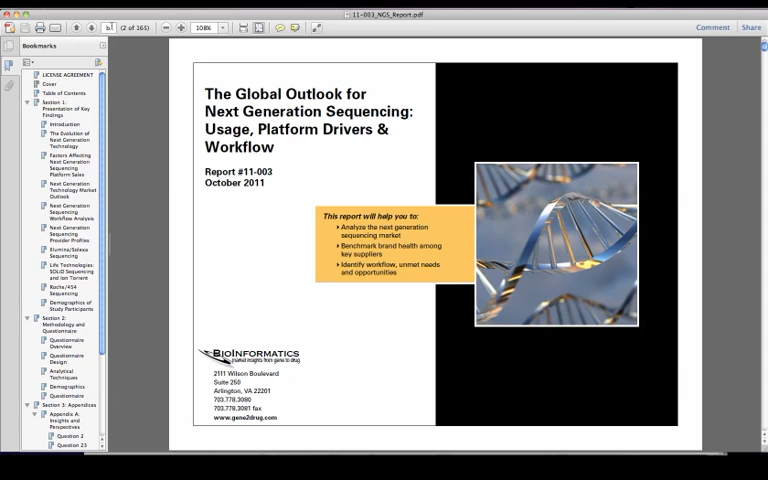 11-003_NGS_Report.pdf
(2 of 165)
108%
Comment
Share
Bookmarks
LICENSE AGREEMENT
Cover
Table of Contents
Section 1:
Presentation of Key
Findings
Introduction
The Evolution of
Next Generation
Technology
Factors Affecting
Next Generation
Sequencing
Platform Sales
Next Generation
Technology Market
Outlook
Next Generation
Sequencing
Workflow Analysis
Next Generation
Sequencing
Provider Profiles
Illumina/Solexa
Sequencing
Life Technologies:
SOLiD Sequencing
and Ion Torrent
Roche/454
Sequencing
Demographics of
Study Participants
Section 2:
Methodology and
Questionnaire
Questionnaire
Overview
Questionnaire
Design
Analytical
Techniques
Demographics
Questionnaire
Section 3: Appendices
Appendix A:
Insights and
Perspectives
Question 2
Question 23
The Global Outlook for
Next Generation Sequencing:
Usage, Platform Drivers &
Workflow
Report #11-003
October 2011
This report will help you to:
Analyze the next generation
sequencing market
Benchmark brand health among
key suppliers
Identify workflow, unmet needs
and opportunities
BIOINFORMATICS
market insights from gene to drug
2111 Wilson Boulevard
Suite 250
Arlington, VA 22201
703.778.3080
703.778.3081 fax
www.gene2drug.com